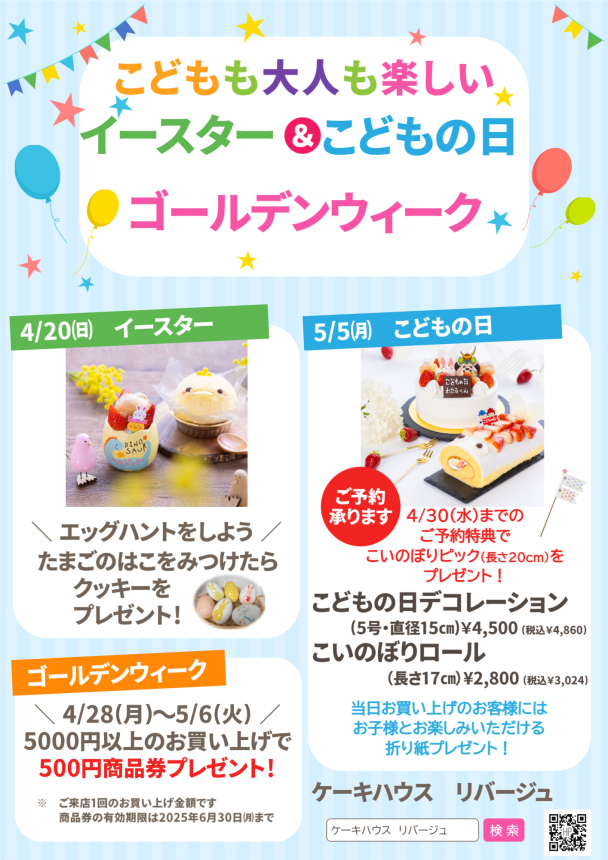 こどもも大人も楽しい
イースター&こどもの日
ゴールデンウィーク
4/20㈰ イースター
DINO
SAUR
＼ エッグハントをしよう ／
たまごのはこをみつけたら
クッキーを
プレゼント!
ゴールデンウィーク
＼ 4/28(月)～5/6(火) ／
5000円以上のお買い上げで
500円商品券プレゼント!
※ ご来店1回のお買い上げ金額です
商品券の有効期限は2025年6月30日㈪まで
5/5㈪ こどもの日
こどもの日
ご予約
承ります
4/30(水)までの
ご予約特典で
こいのぼりピック(長さ20cm)を
プレゼント！
こどもの日デコレーション
(5号・直径15㎝)¥4,500 (税込¥4,860)
こいのぼりロール
(長さ17㎝)¥2,800 (税込¥3,024)
当日お買い上げのお客様には
お子様とお楽しみいただける
折り紙プレゼント！
ケーキハウス リバージュ
ケーキハウス リバージュ 検索
HP